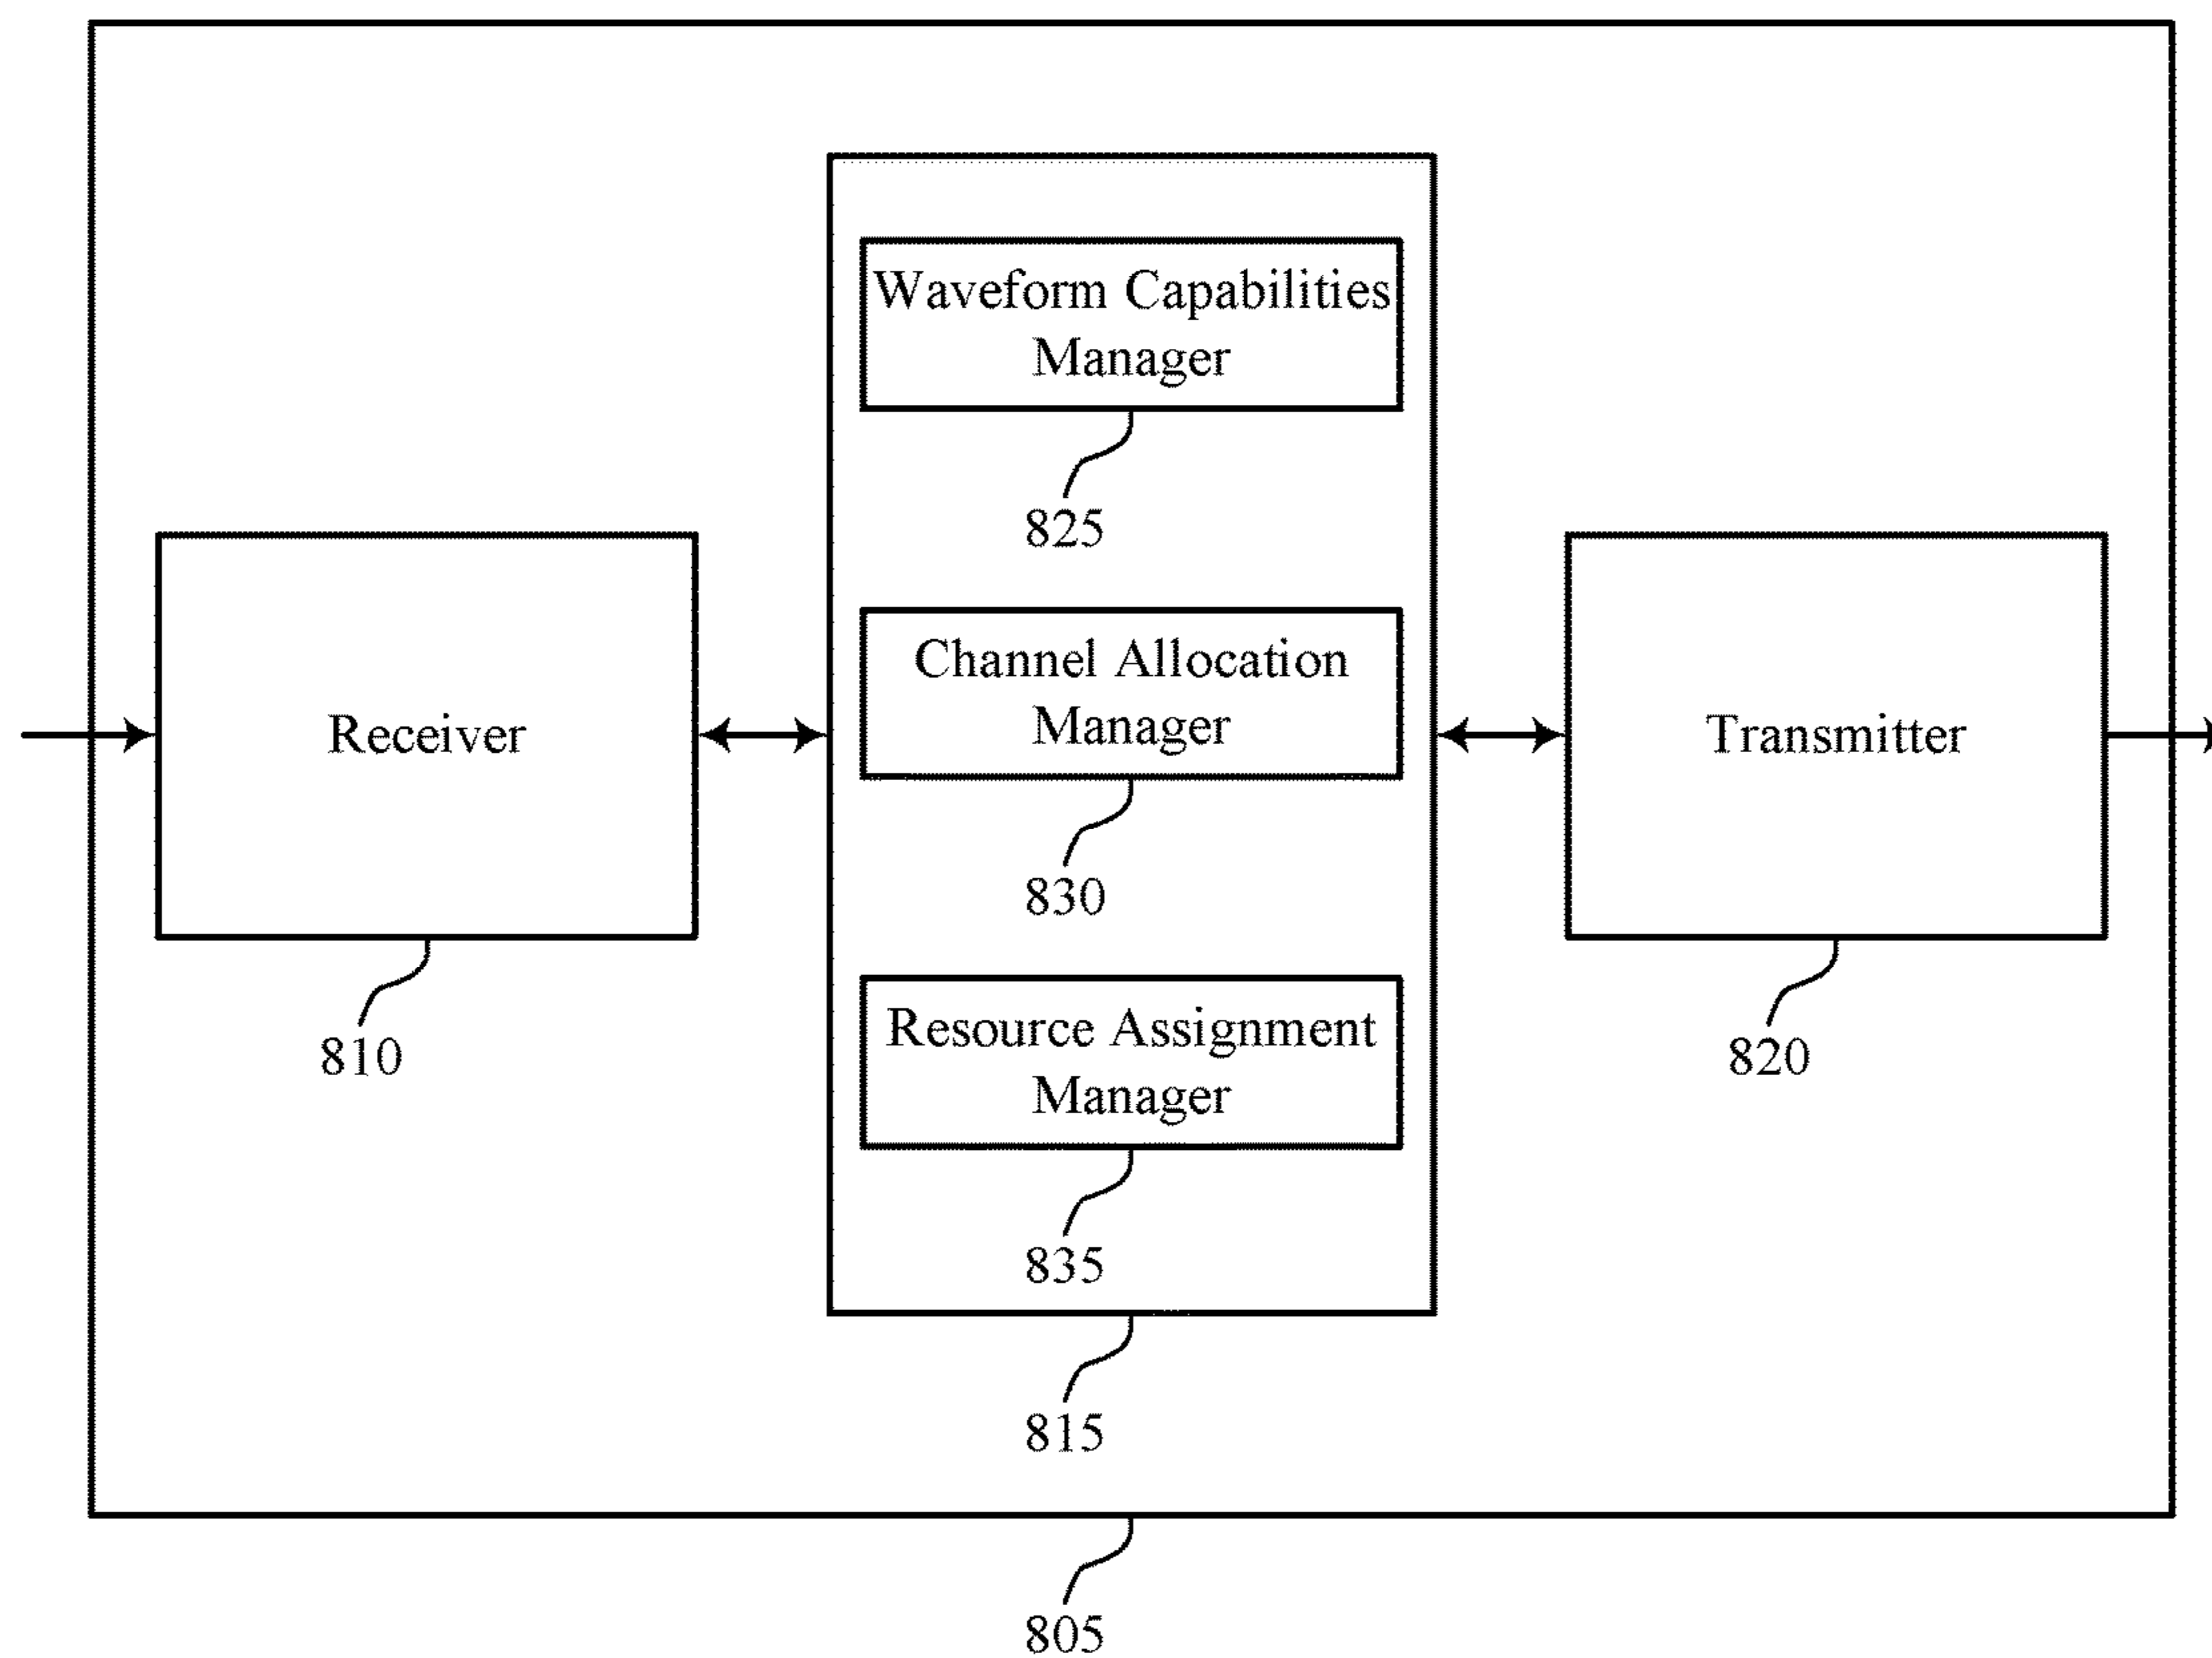 Waveform Capabilities
Manager
825
Receiver
810
Channel Allocation
Manager
830
Transmitter
820
Resource Assignment
Manager
835
815
805